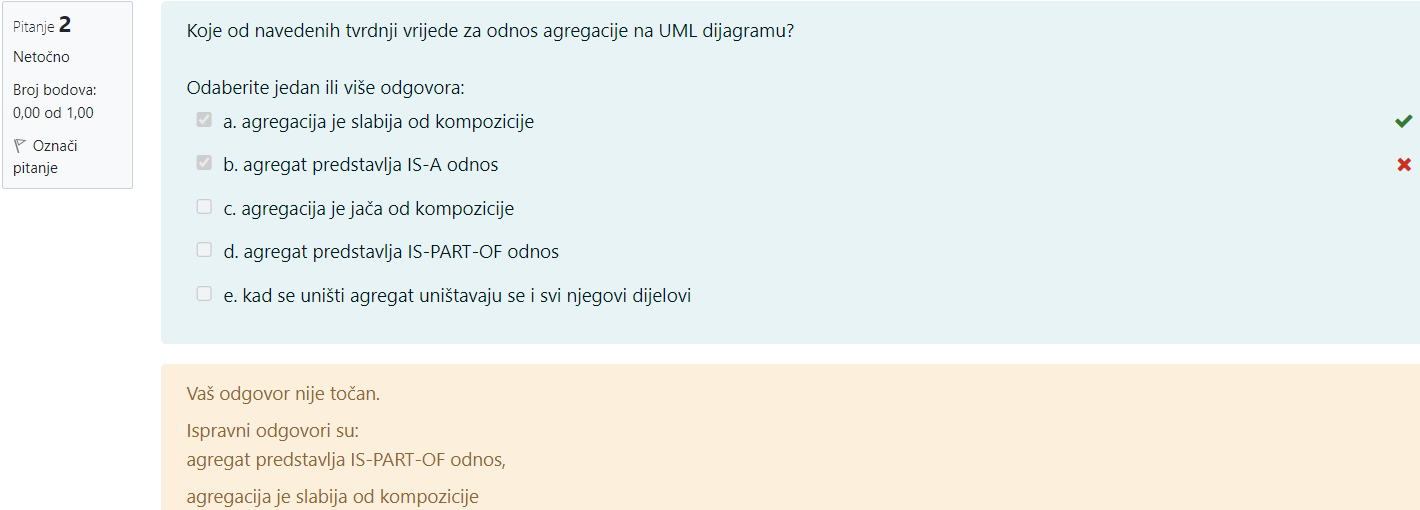 Pitanje 2
Netočno
Broj bodova:
0,00 od 1,00
Označi
pitanje
Koje od navedenih tvrdnji vrijede za odnos agregacije na UML dijagramu?
Odaberite jedan ili više odgovora:
a. agregacija je slabija od kompozicije
b. agregat predstavlja IS-A odnos
c. agregacija je jača od kompozicije
d. agregat predstavlja IS-PART-OF odnos
e. kad se uništi agregat uništavaju se i svi njegovi dijelovi
Vaš odgovor nije točan.
Ispravni odgovori su:
agregat predstavlja IS-PART-OF odnos,
agregacija je slabija od kompozicije